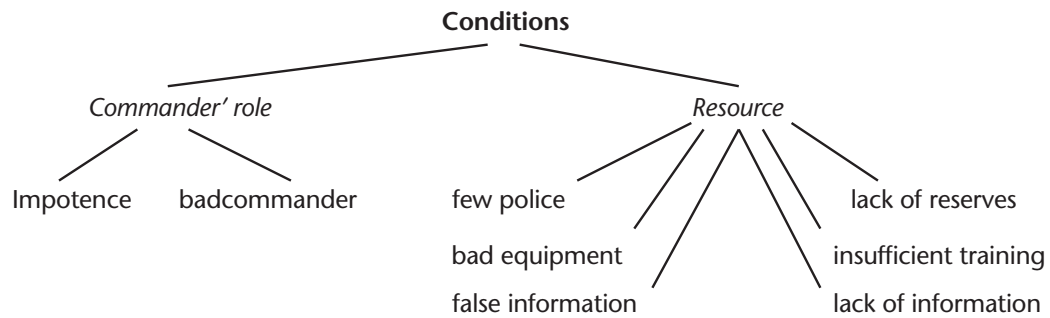 Conditions
Commander' role
Resource
Impotence
badcommander
few police
lack of reserves
bad equipment
insufficient training
false information
lack of information